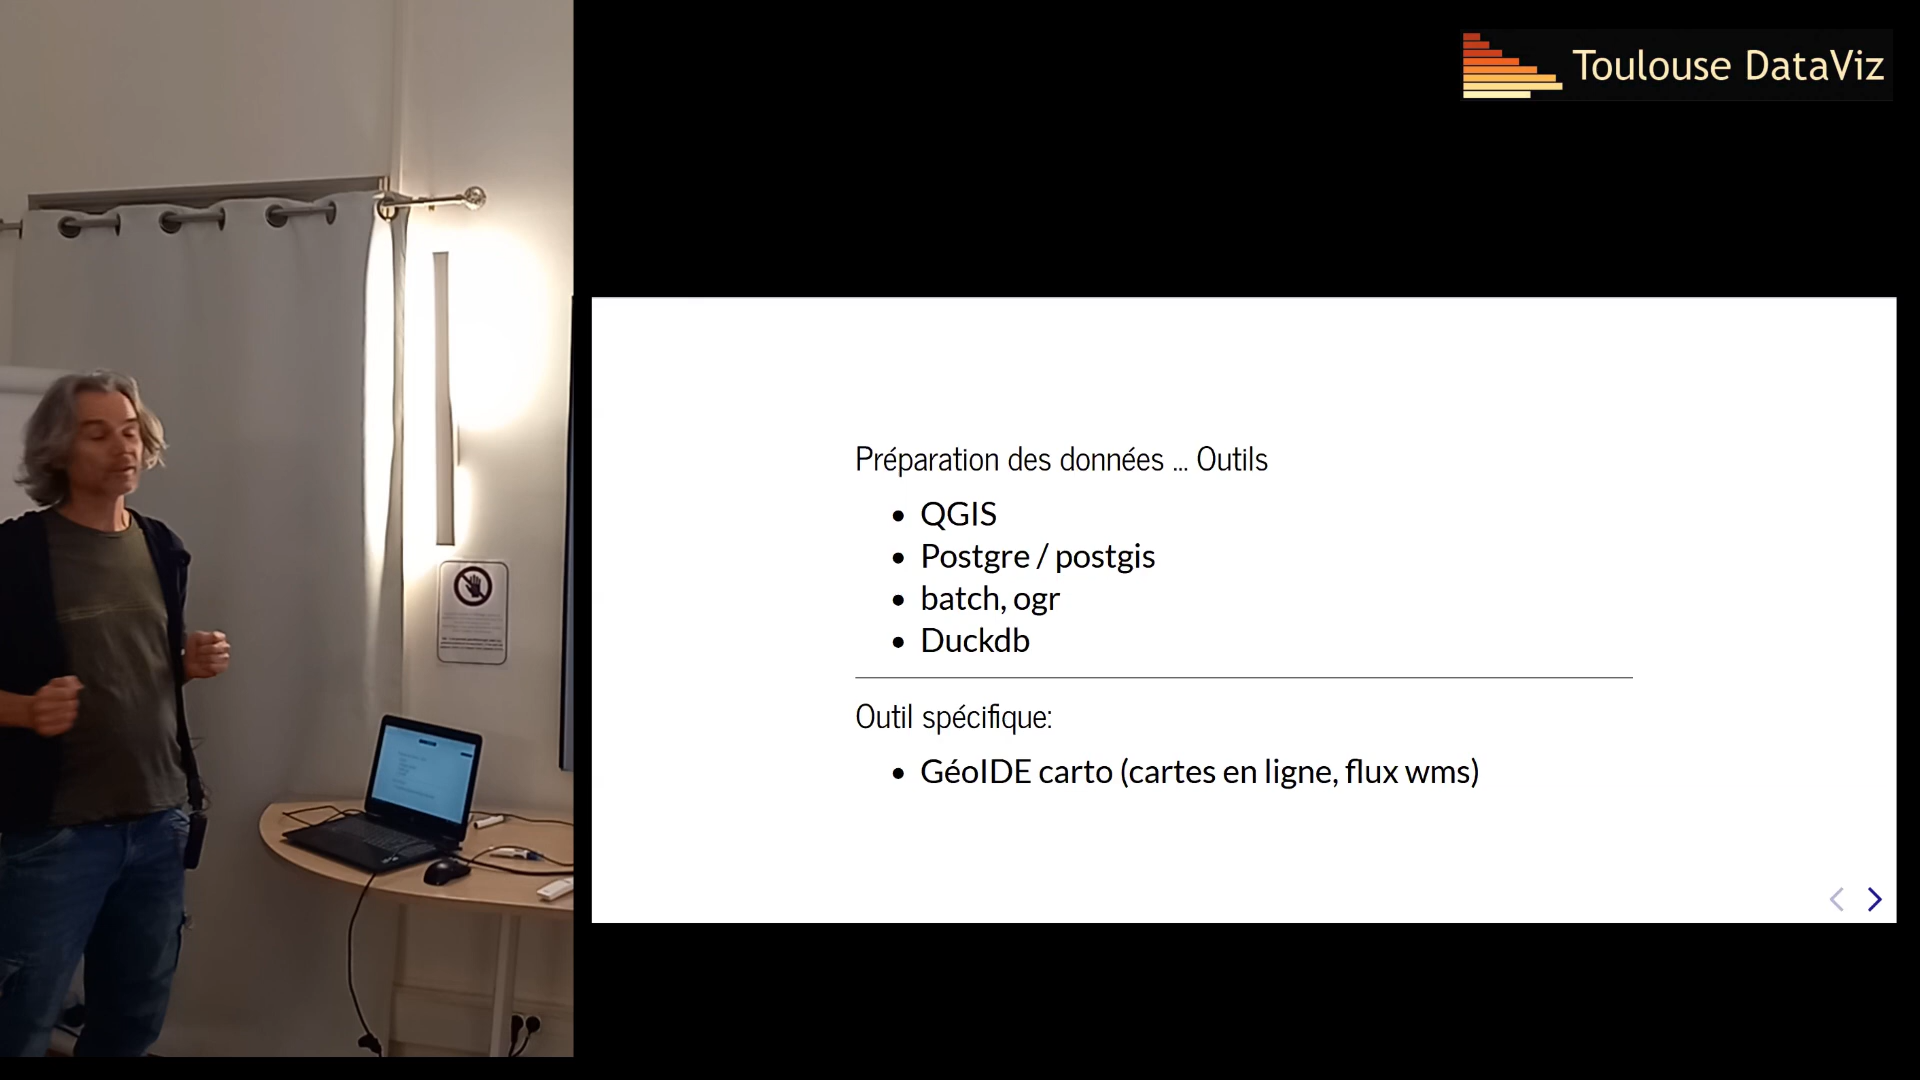 Toulouse DataViz
Préparation des données ... Outils
QGIS
Postgre / postgis
batch, ogr
Duckdb
Outil spécifique:
GéoIDE carto (cartes en ligne, flux wms)